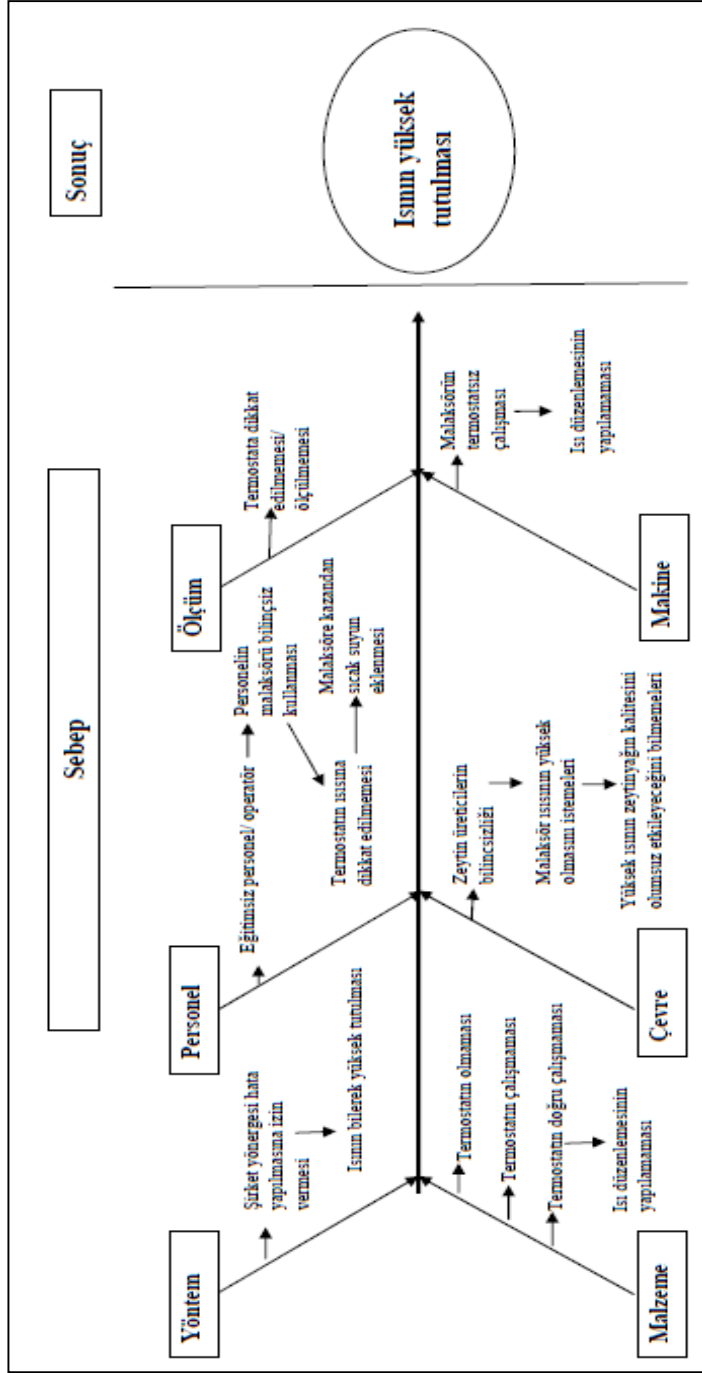 Sebep
Sonuç
Yöntem
Şirket yönergesi hata
yapılmasına izin
vermesi
Isının bilerek yüksek tutulması
Personel
Eğitimsiz personel/ operatör
Personelin
malaksörü bilinçsiz
kullanması
Termostatın ısısına
dikkat edilmemesi
Malaksöre kazandan
sıcak suyun
eklenmesi
Ölçüm
Termostata dikkat
edilmemesi/
ölçülmemesi
Isının yüksek
tutulması
Malzeme
Termostatın olmaması
Termostatın çalışmaması
Termostatın doğru çalışmaması
Isı düzenlemesinin
yapılamaması
Çevre
Zeytin üreticilerin
bilinçsizliği
Malaksör ısısının yüksek
olmasını istemeleri
Yüksek ısının zeytinyağın kalitesini
olumsuz etkileyeceğini bilmemeleri
Makine
Malaksörün
termostatsız
çalışması
Isı düzenlemesinin
yapılamaması